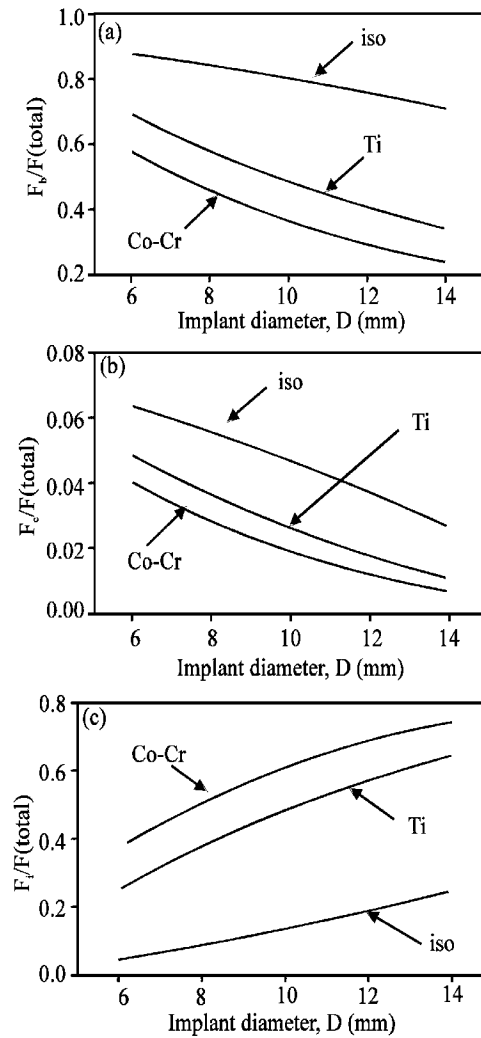 (a)
iso
Ti
Co-Cr
F_b/F(total)
1.0
0.8
0.6
0.4
0.2
6 8 10 12 14
Implant diameter, D (mm)
(b)
iso
Ti
Co-Cr
F_c/F(total)
0.08
0.06
0.04
0.02
0.00
6 8 10 12 14
Implant diameter, D (mm)
(c)
Co-Cr
Ti
iso
F_i/F(total)
0.8
0.6
0.4
0.2
0.0
6 8 10 12 14
Implant diameter, D (mm)